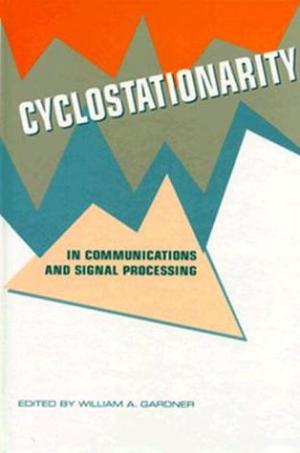 CYCLOSTATIONARITY
IN COMMUNICATIONS
AND SIGNAL PROCESSING
EDITED BY WILLIAM A. GARDNER